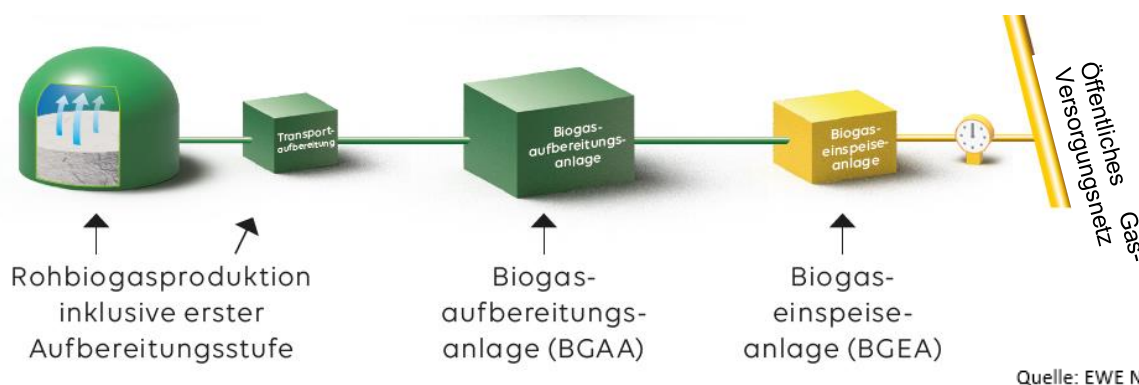 Transport-
aufbereitung
Biogas-
aufbereitungs-
anlage
Biogas-
einspeise-
anlage
Öffentliches Gas-
Versorgungsnetz
Rohbiogasproduktion
inklusive erster
Aufbereitungsstufe
Biogas-
aufbereitungs-
anlage (BGAA)
Biogas-
einspeise-
anlage (BGEA)
Quelle: EWE N